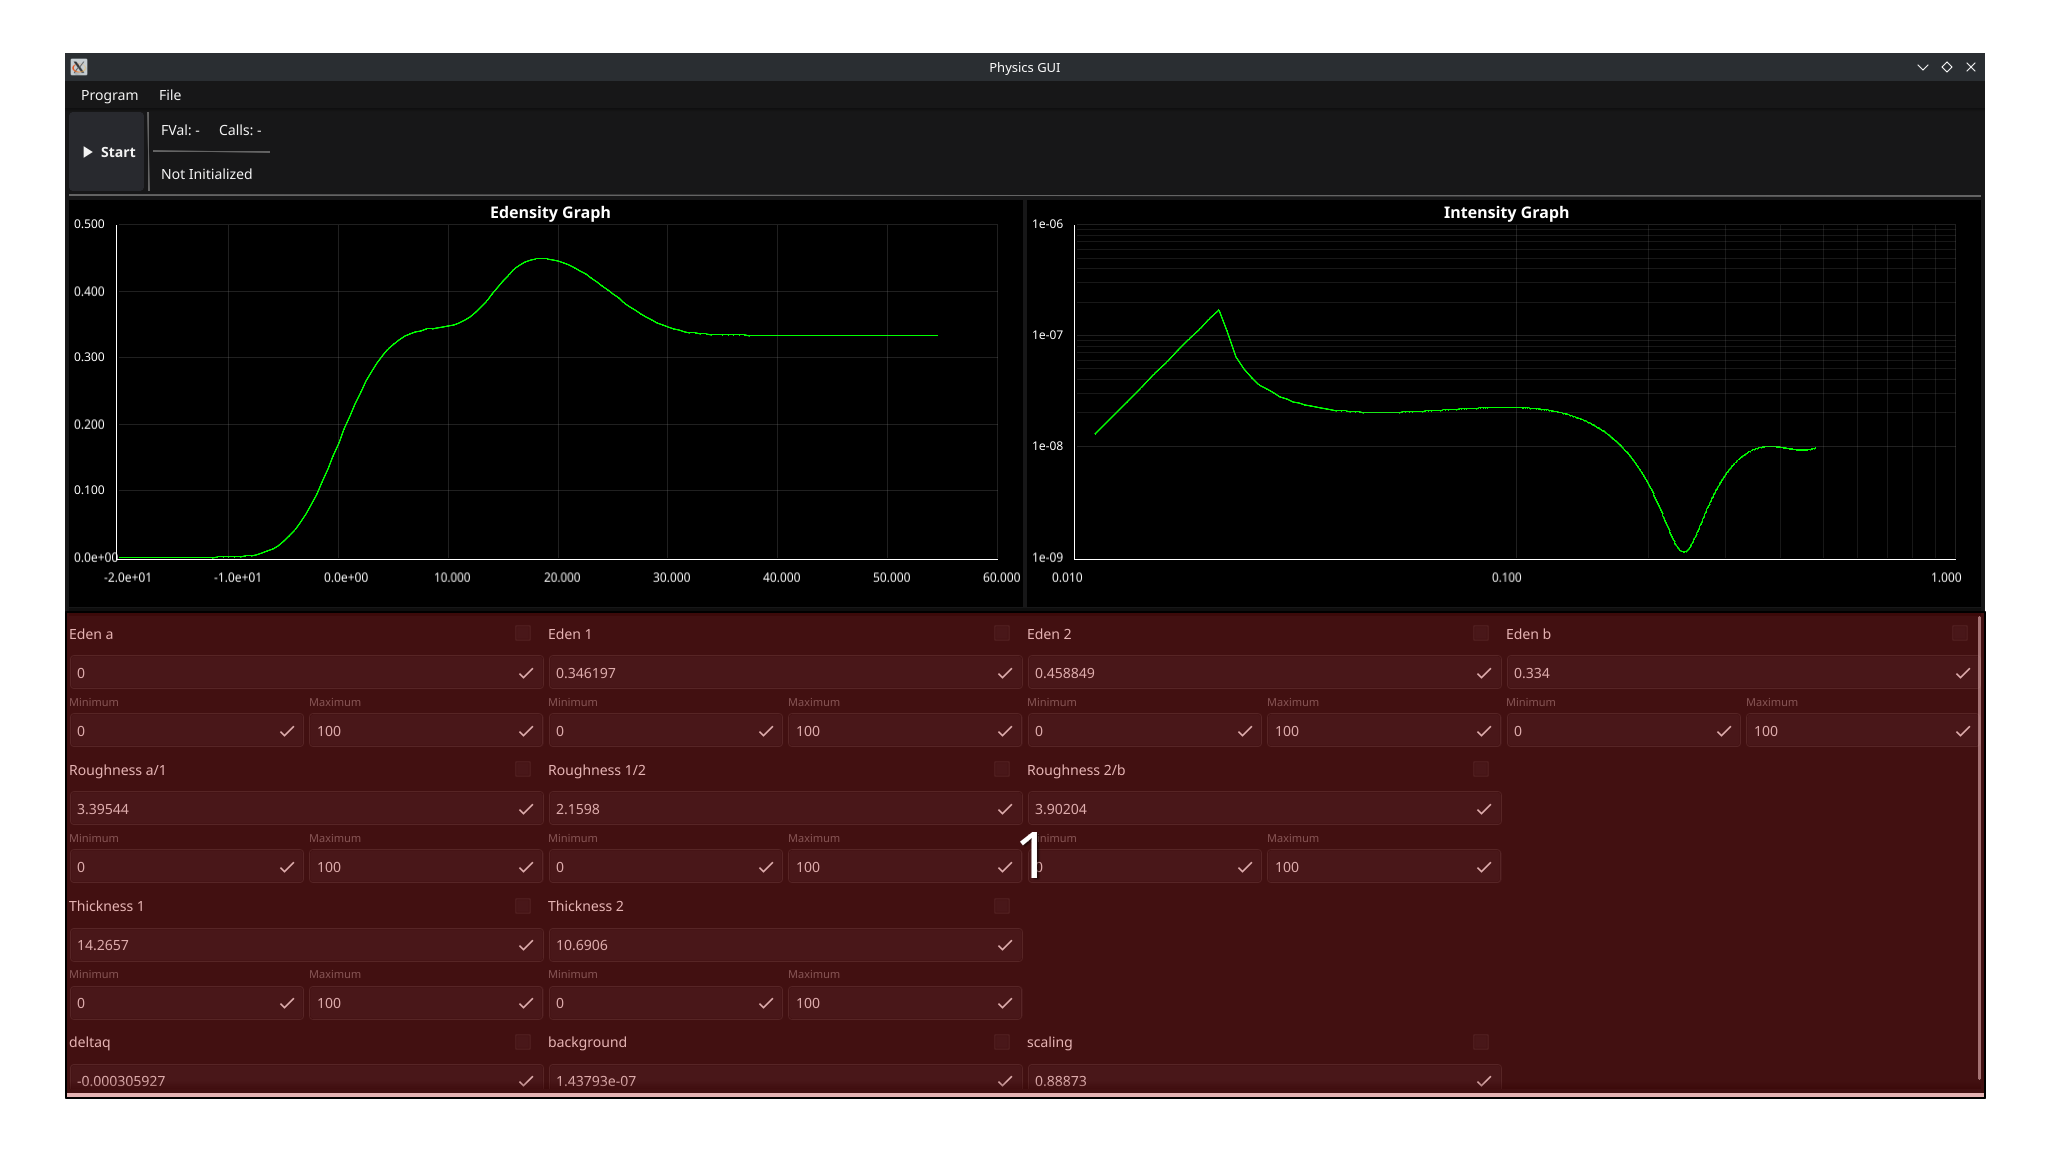 Physics GUI
Program File
FVal: - Calls: -
Start
Not Initialized
Edensity Graph
0.500
0.400
0.300
0.200
0.100
0.0e+00
-2.0e+01 -1.0e+01 0.0e+00 10.000 20.000 30.000 40.000 50.000 60.000
Intensity Graph
1e-06
1e-07
1e-08
1e-09
0.010 0.100 1.000
Eden a Eden 1 Eden 2 Eden b
0 0.346197 0.458849 0.334
Minimum Maximum Minimum Maximum Minimum Maximum Minimum Maximum
0 100 0 100 0 100 0 100
Roughness a/1 Roughness 1/2 Roughness 2/b
3.39544 2.1598 3.90204
Minimum Maximum Minimum Maximum Minimum Maximum
0 100 0 100 0 100
1
Thickness 1 Thickness 2
14.2657 10.6906
Minimum Maximum Minimum Maximum
0 100 0 100
deltaq background scaling
-0.000305927 1.43793e-07 0.88873